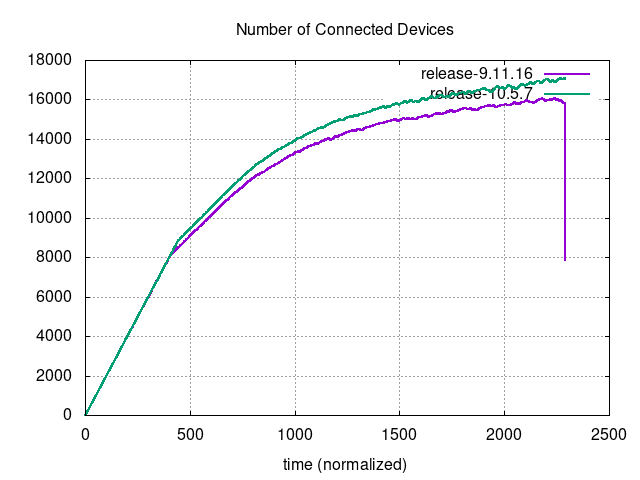 Number of Connected Devices
18000
16000
14000
12000
10000
8000
6000
4000
2000
0
release-9.11.16
release-10.5.7
0 500 1000 1500 2000 2500
time (normalized)